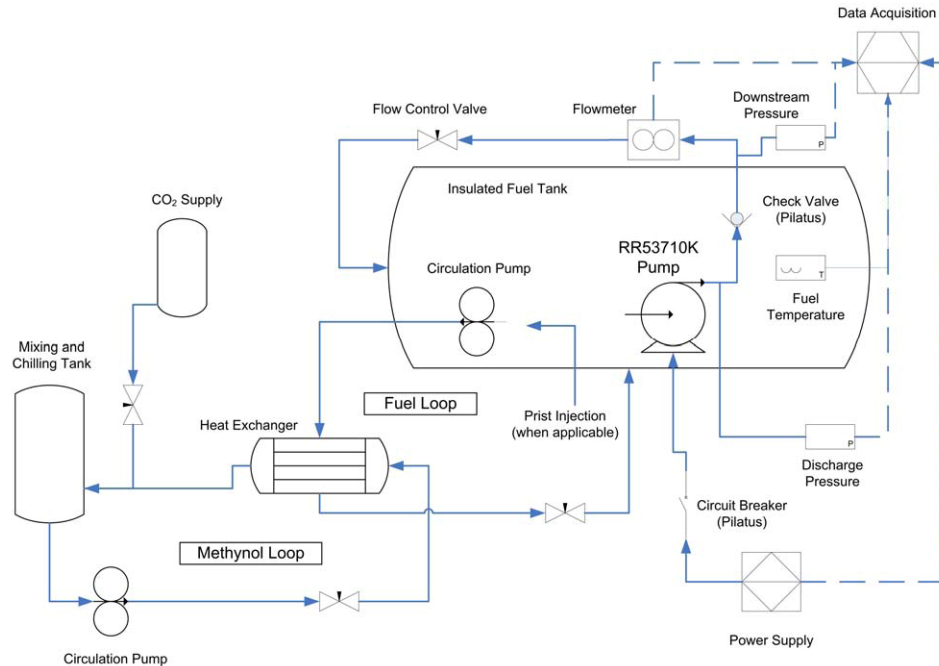 Data Acquisition
Downstream
Pressure
P
Flow Control Valve
Flowmeter
Insulated Fuel Tank
CO₂ Supply
Check Valve
(Pilatus)
RR53710K
Pump
Circulation Pump
T
Fuel
Temperature
Mixing and
Chilling Tank
Fuel Loop
Prist Injection
(when applicable)
Heat Exchanger
P
Discharge
Pressure
Circuit Breaker
(Pilatus)
Methynol Loop
Power Supply
Circulation Pump